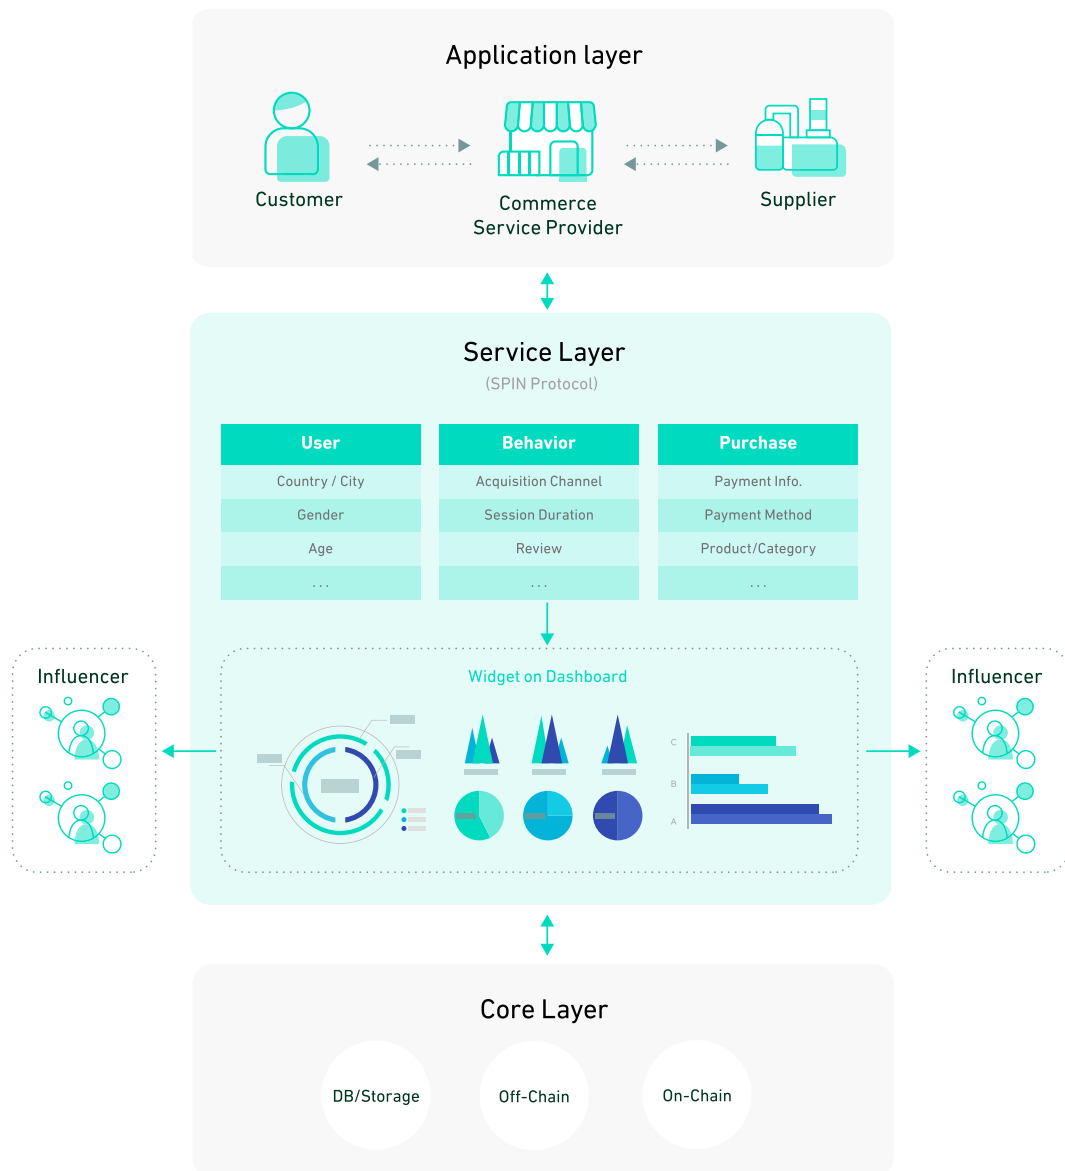 Application layer
Customer
Commerce
Service Provider
Supplier
Service Layer
(SPIN Protocol)
User
Behavior
Purchase
Country / City
Acquisition Channel
Payment Info.
Gender
Session Duration
Payment Method
Age
Review
Product/Category
...
...
...
Influencer
Widget on Dashboard
C
B
A
Influencer
Core Layer
DB/Storage
Off-Chain
On-Chain